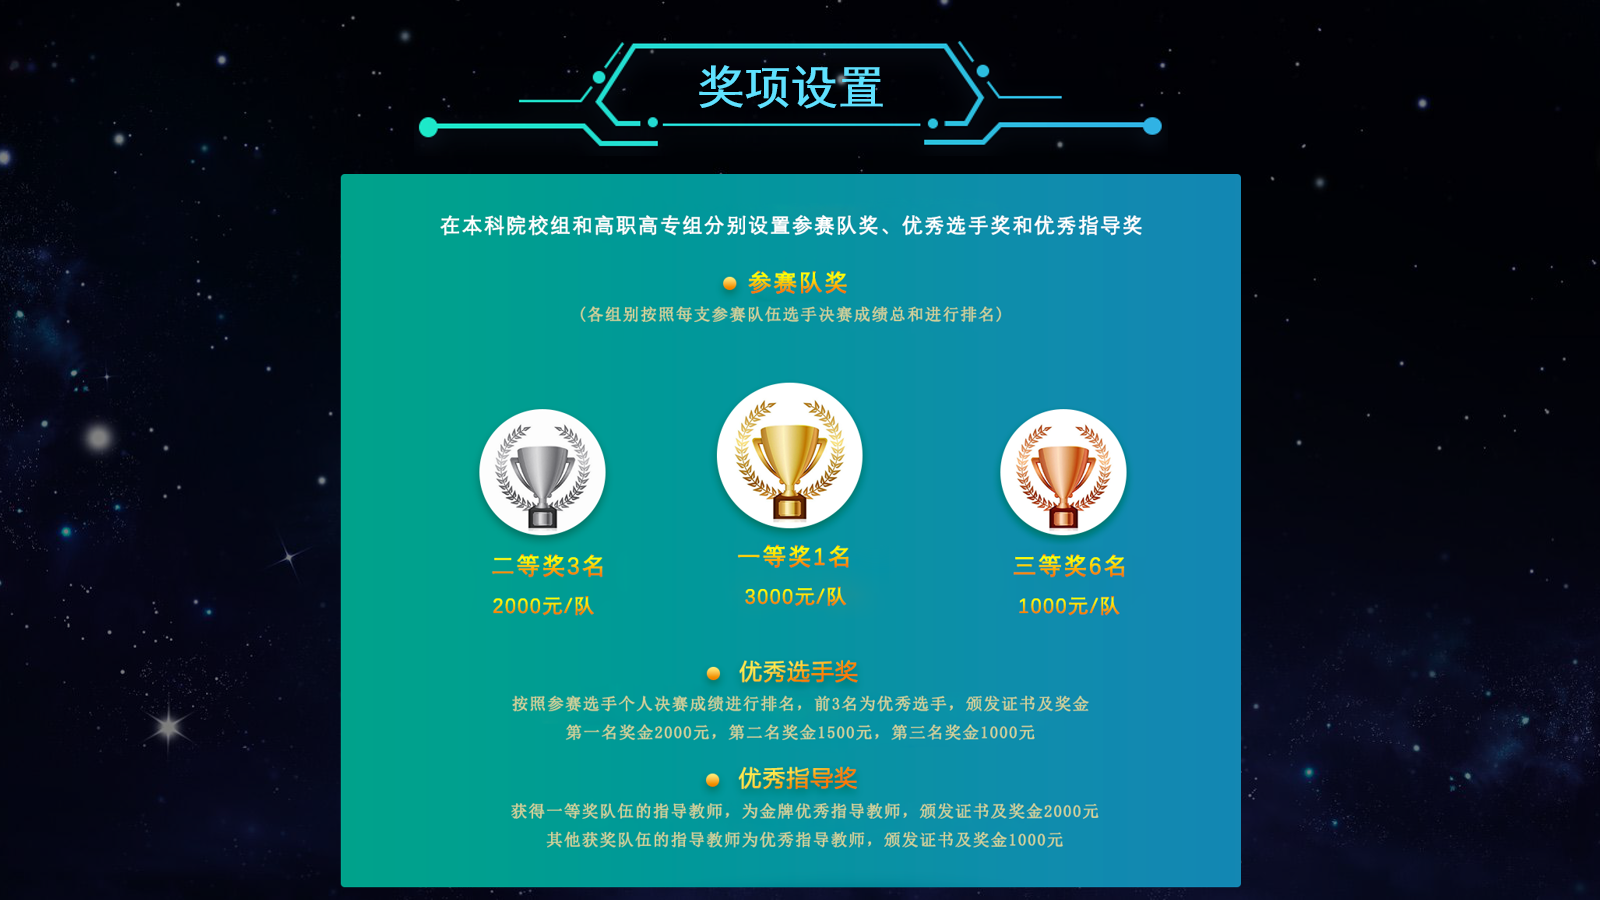 奖项设置
在本科院校组和高职高专组分别设置参赛队奖、优秀选手奖和优秀指导奖
参赛队奖
(各组别按照每支参赛队伍选手决赛成绩总和进行排名)
二等奖3名
2000元/队
一等奖1名
3000元/队
三等奖6名
1000元/队
优秀选手奖
按照参赛选手个人决赛成绩进行排名，前3名为优秀选手，颁发证书及奖金
第一名奖金2000元，第二名奖金1500元，第三名奖金1000元
优秀指导奖
获得一等奖队伍的指导教师，为金牌优秀指导教师，颁发证书及奖金2000元
其他获奖队伍的指导教师为优秀指导教师，颁发证书及奖金1000元